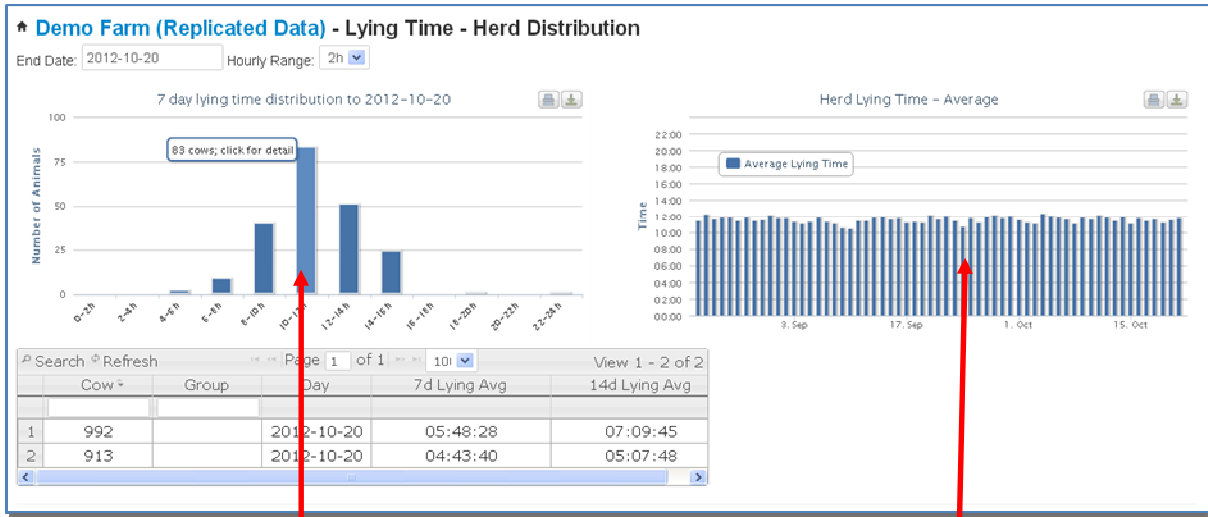 Demo Farm (Replicated Data) - Lying Time - Herd Distribution
End Date: 2012-10-20 Hourly Range: 2h
7 day lying time distribution to 2012-10-20
100
75
50
25
0
Number of Animals
83 cows; click for detail
0-2h 2-4h 4-6h 6-8h 8-10h 10-12h 12-14h 14-16h 16-18h 18-20h 20-22h 22-24h
Herd Lying Time - Average
22:00
20:00
18:00
16:00
14:00
12:00
10:00
08:00
06:00
04:00
02:00
00:00
Time
Average Lying Time
3. Sep 17. Sep 1. Oct 15. Oct
Search Refresh Page 1 of 1 View 1 - 2 of 2
Cow Group Day 7d Lying Avg 14d Lying Avg
1 992 2012-10-20 05:48:28 07:09:45
2 913 2012-10-20 04:43:40 05:07:48